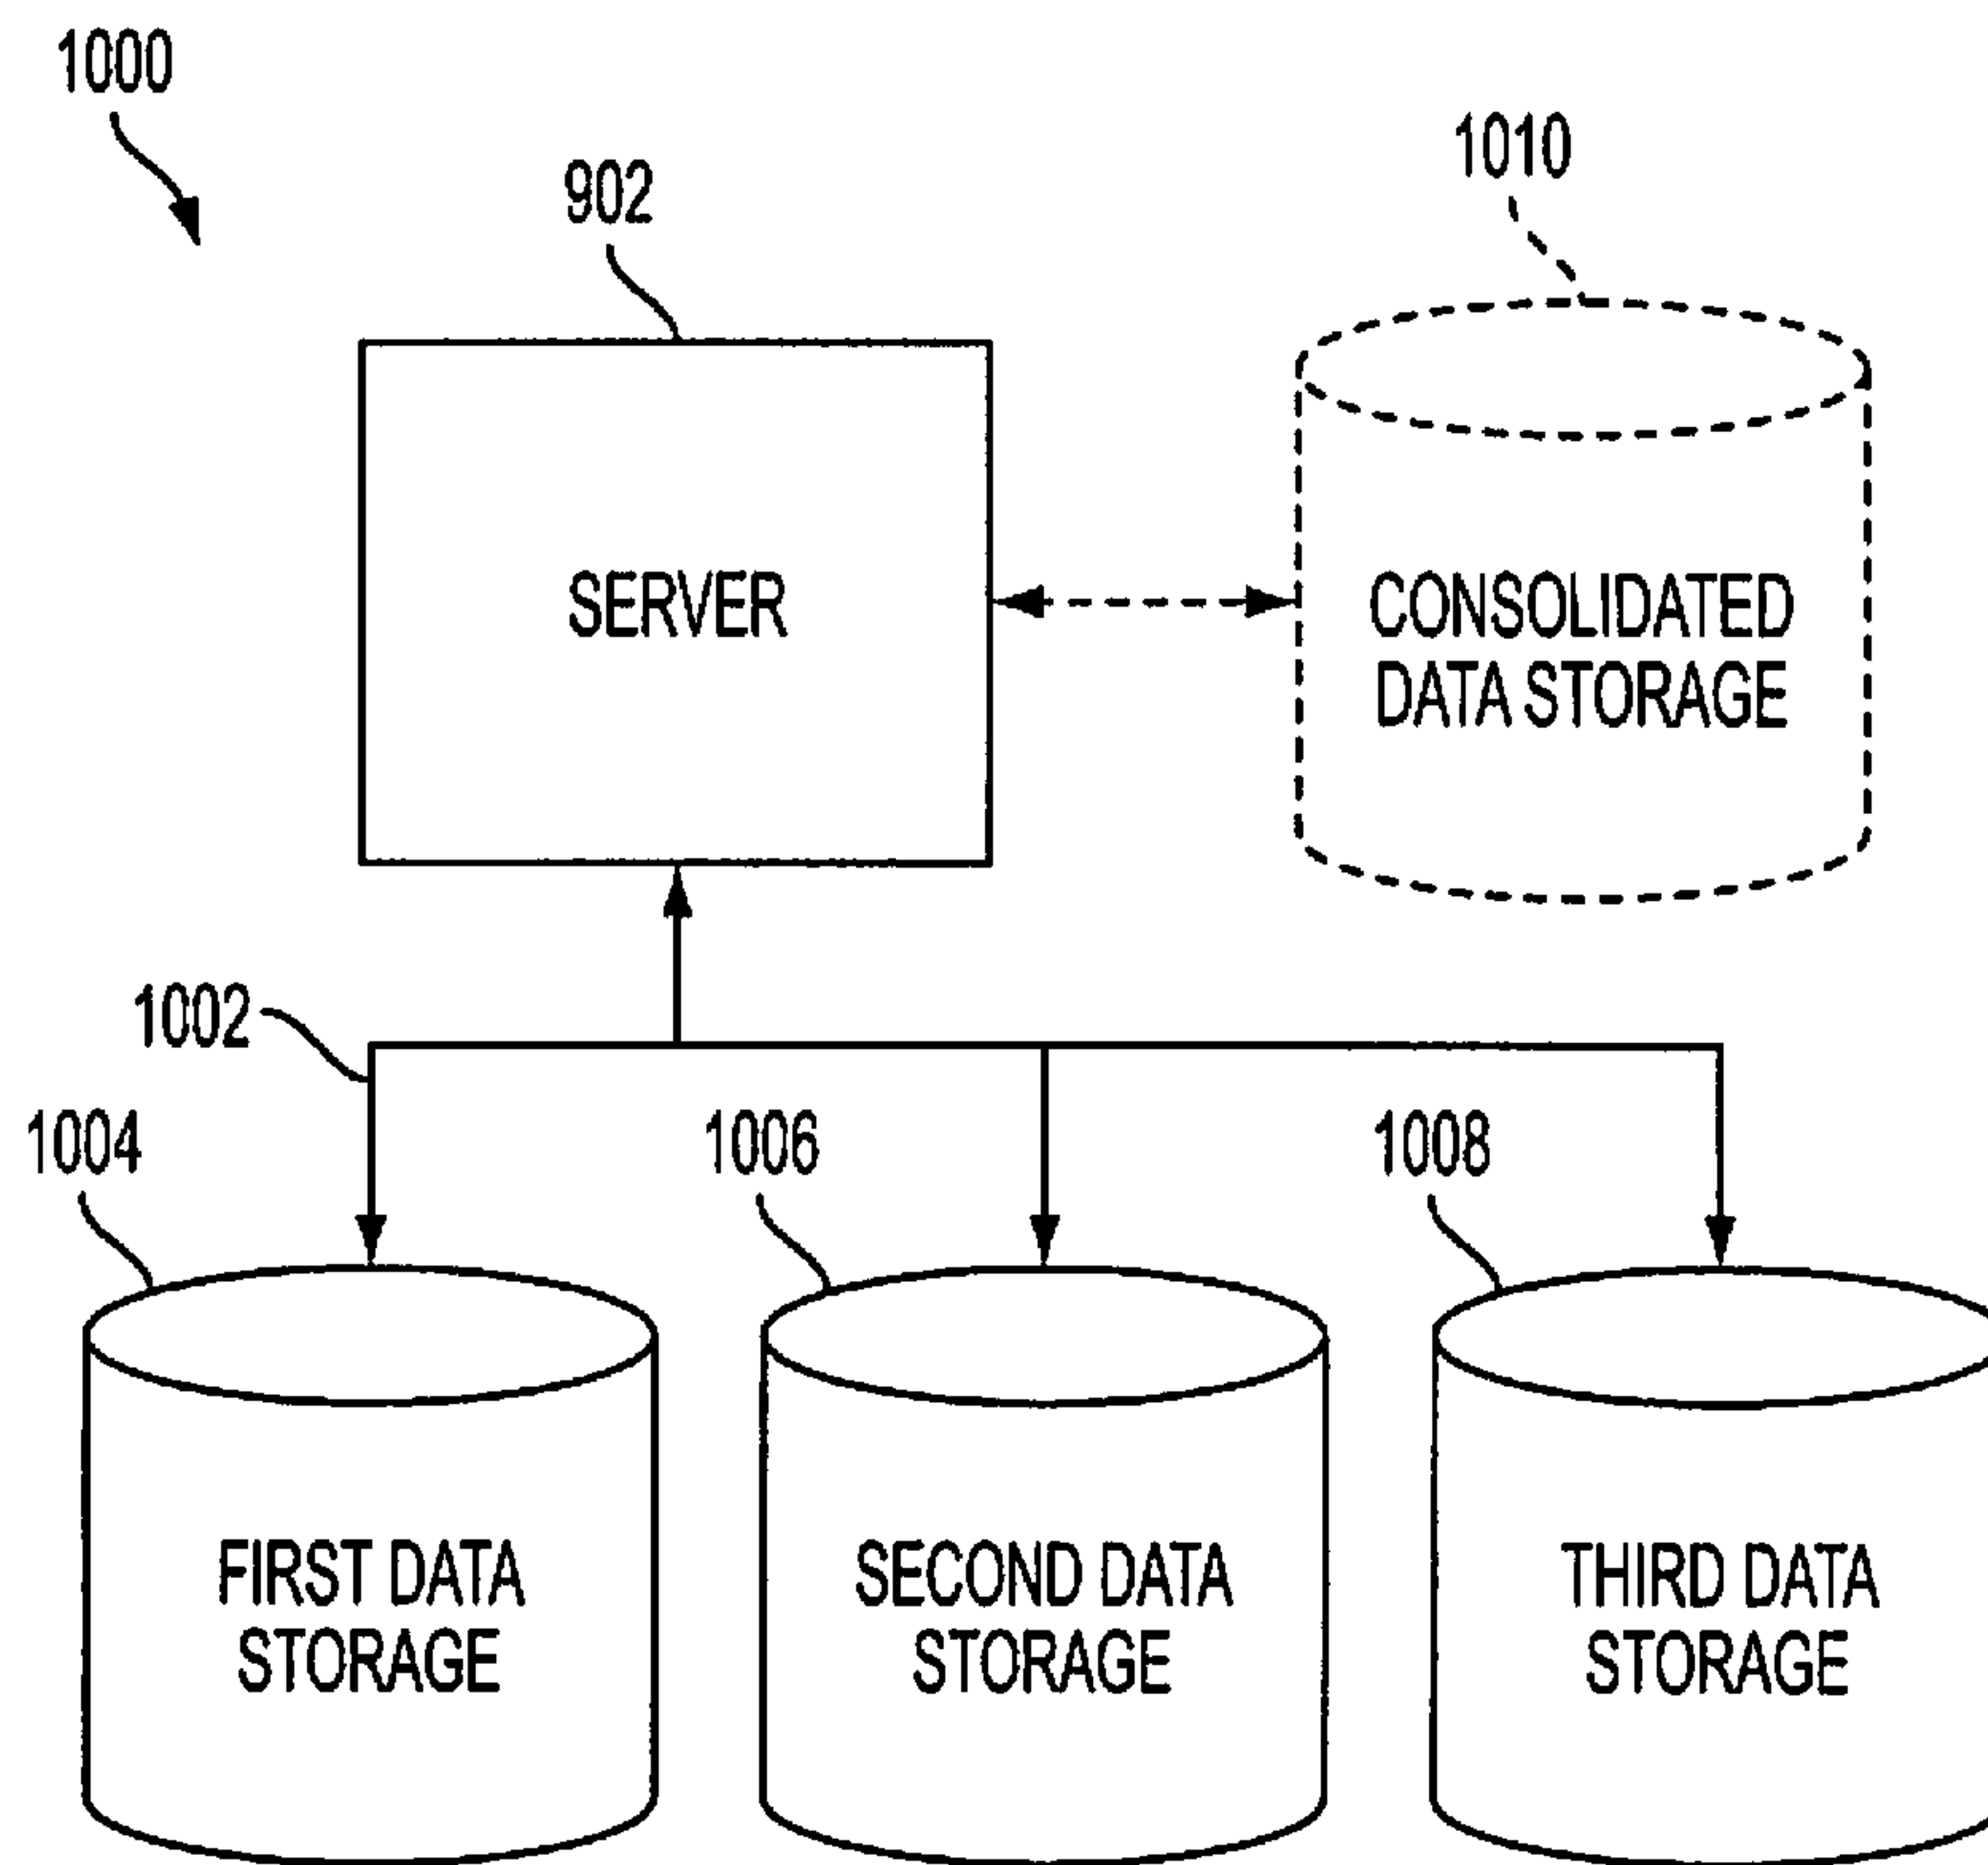 1000
1010
902
SERVER
CONSOLIDATED
DATA STORAGE
1002
1004
1006
1008
FIRST DATA
STORAGE
SECOND DATA
STORAGE
THIRD DATA
STORAGE